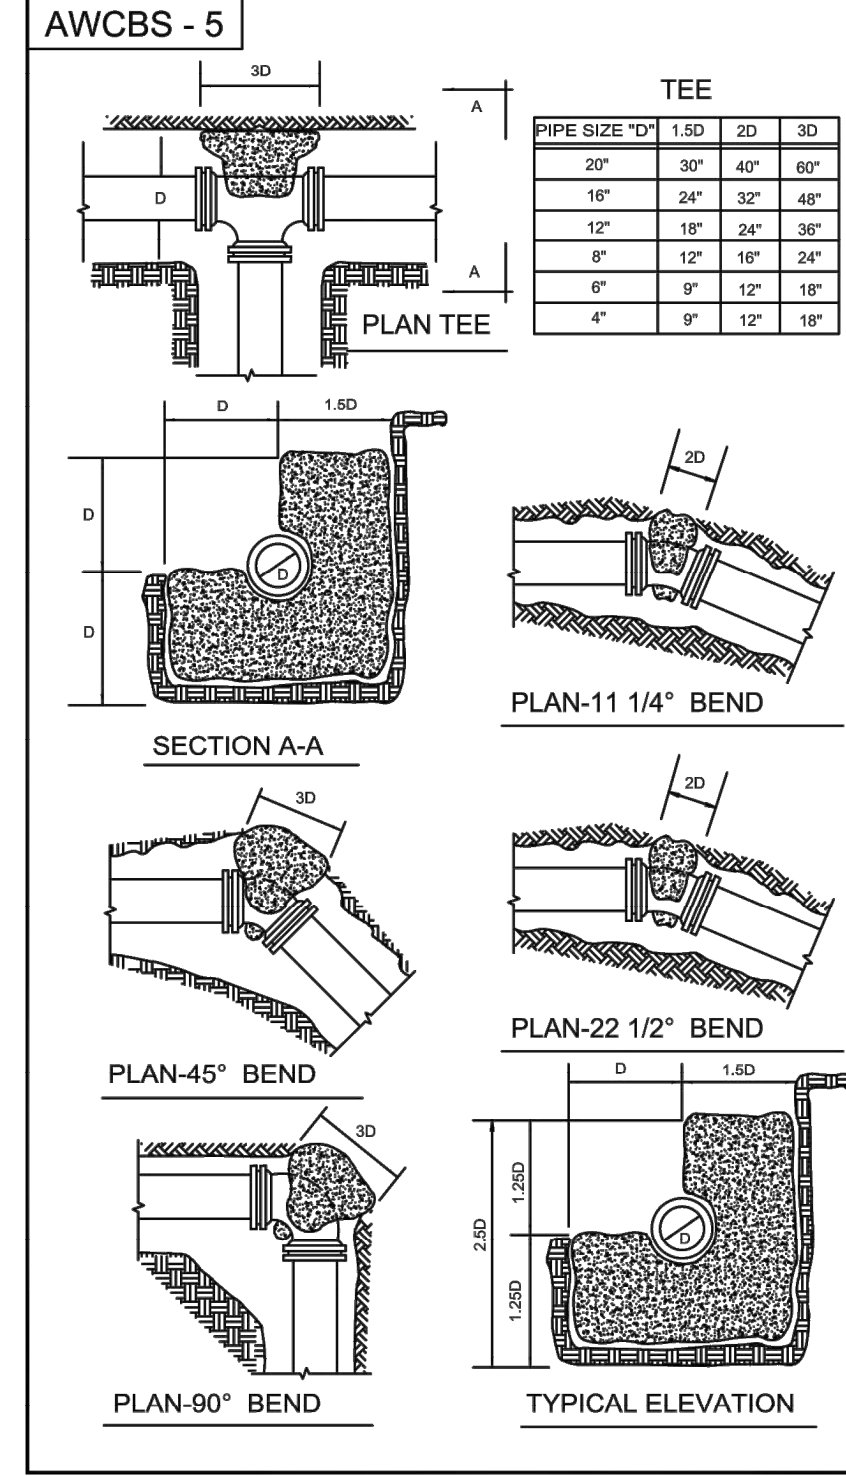 AWCBS - 5
3D
A
D
A
PLAN TEE
TEE
PIPE SIZE "D" 1.5D 2D 3D
20" 30" 40" 60"
16" 24" 32" 48"
12" 18" 24" 36"
8" 12" 16" 24"
6" 9" 12" 18"
4" 9" 12" 18"
D 1.5D
D
D
D
SECTION A-A
2D
PLAN-11 1/4° BEND
3D
PLAN-45° BEND
2D
PLAN-22 1/2° BEND
3D
PLAN-90° BEND
D 1.5D
1.25D
2.5D
D
1.25D
TYPICAL ELEVATION